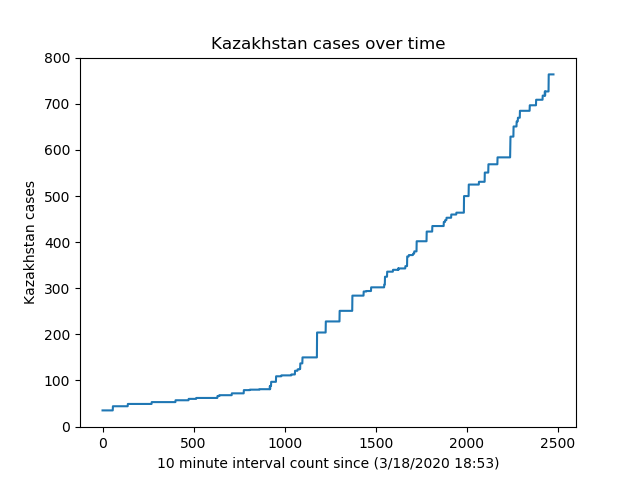 Kazakhstan cases over time
800
700
600
500
400
300
200
100
0
Kazakhstan cases
0 500 1000 1500 2000 2500
10 minute interval count since (3/18/2020 18:53)